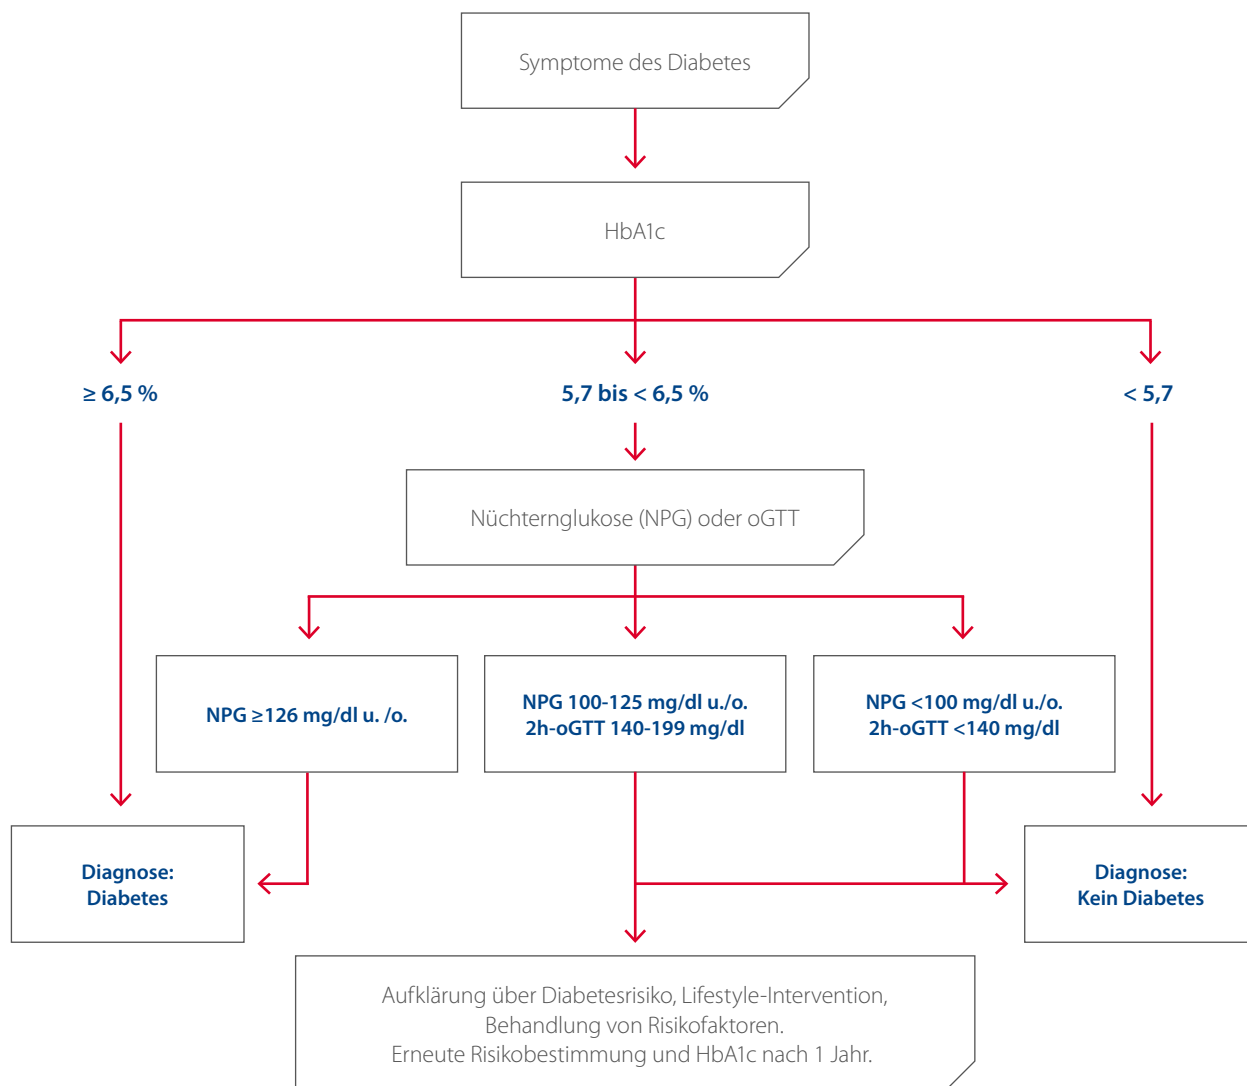 Symptome des Diabetes
HbA1c
≥ 6,5 %
5,7 bis < 6,5 %
< 5,7
Nüchternglukose (NPG) oder oGTT
NPG ≥126 mg/dl u. /o.
NPG 100-125 mg/dl u./o.
2h-oGTT 140-199 mg/dl
NPG <100 mg/dl u./o.
2h-oGTT <140 mg/dl
Diagnose:
Diabetes
Diagnose:
Kein Diabetes
Aufklärung über Diabetesrisiko, Lifestyle-Intervention,
Behandlung von Risikofaktoren.
Erneute Risikobestimmung und HbA1c nach 1 Jahr.